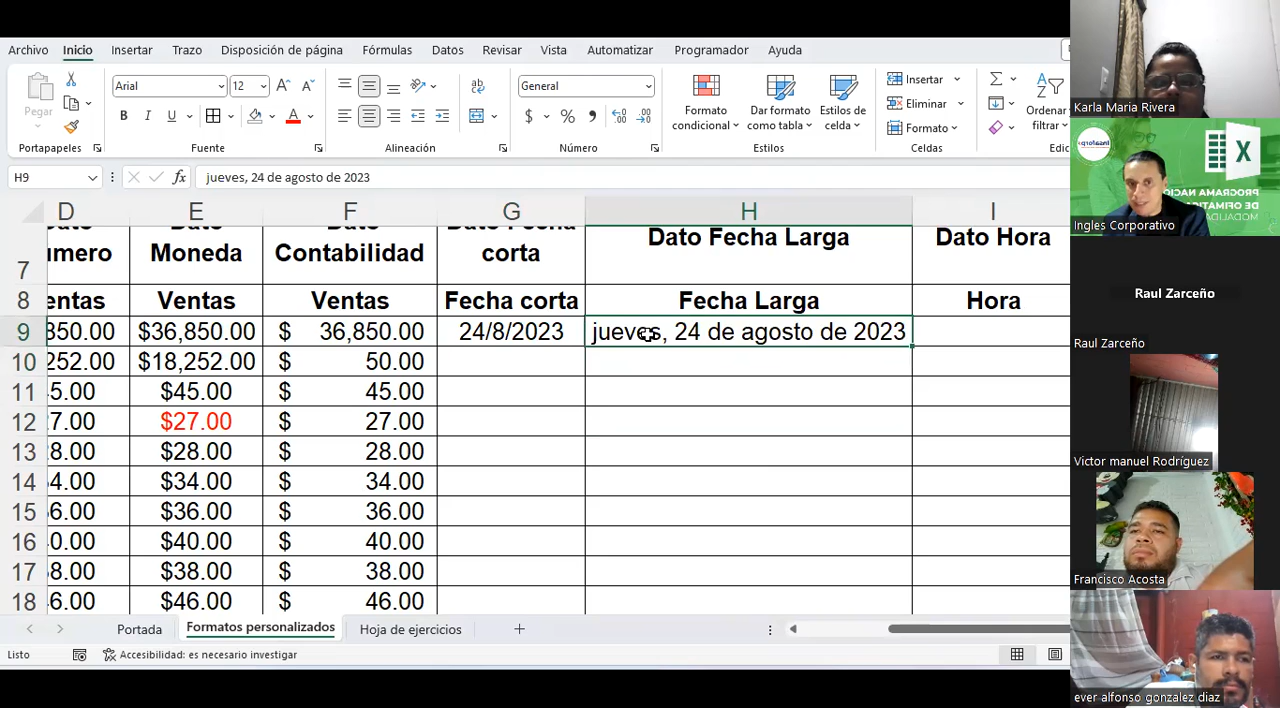 Archivo Inicio Insertar Trazo Disposición de página Fórmulas Datos Revisar Vista Automatizar Programador Ayuda
Pegar
Portapapeles
Arial 12
N K S
Fuente
Alineación
General
$ % 9
Número
Formato condicional
Dar formato como tabla
Estilos de celda
Estilos
Insertar
Eliminar
Formato
Celdas
Ordenar
filtrar
Edic
H9 fx jueves, 24 de agosto de 2023
D E F G H I
7 Moneda Contabilidad corta Dato Fecha Larga Dato Hora
8 entas Ventas Ventas Fecha corta Fecha Larga Hora
9 850.00 $36,850.00 $ 36,850.00 24/8/2023 jueves, 24 de agosto de 2023
10 252.00 $18,252.00 $ 50.00
11 5.00 $45.00 $ 45.00
12 7.00 $27.00 $ 27.00
13 8.00 $28.00 $ 28.00
14 4.00 $34.00 $ 34.00
15 6.00 $36.00 $ 36.00
16 0.00 $40.00 $ 40.00
17 8.00 $38.00 $ 38.00
18 6.00 $46.00 $ 46.00
Portada Formatos personalizados Hoja de ejercicios
Listo Accesibilidad: es necesario investigar
Karla Maria Rivera
PROGRAMA NACIO
DE OFIMATICA
MODALIDA
Ingles Corporativo
Raul Zarceño
Raul Zarceño
Victor manuel Rodríguez
Francisco Acosta
ever alfonso gonzalez diaz